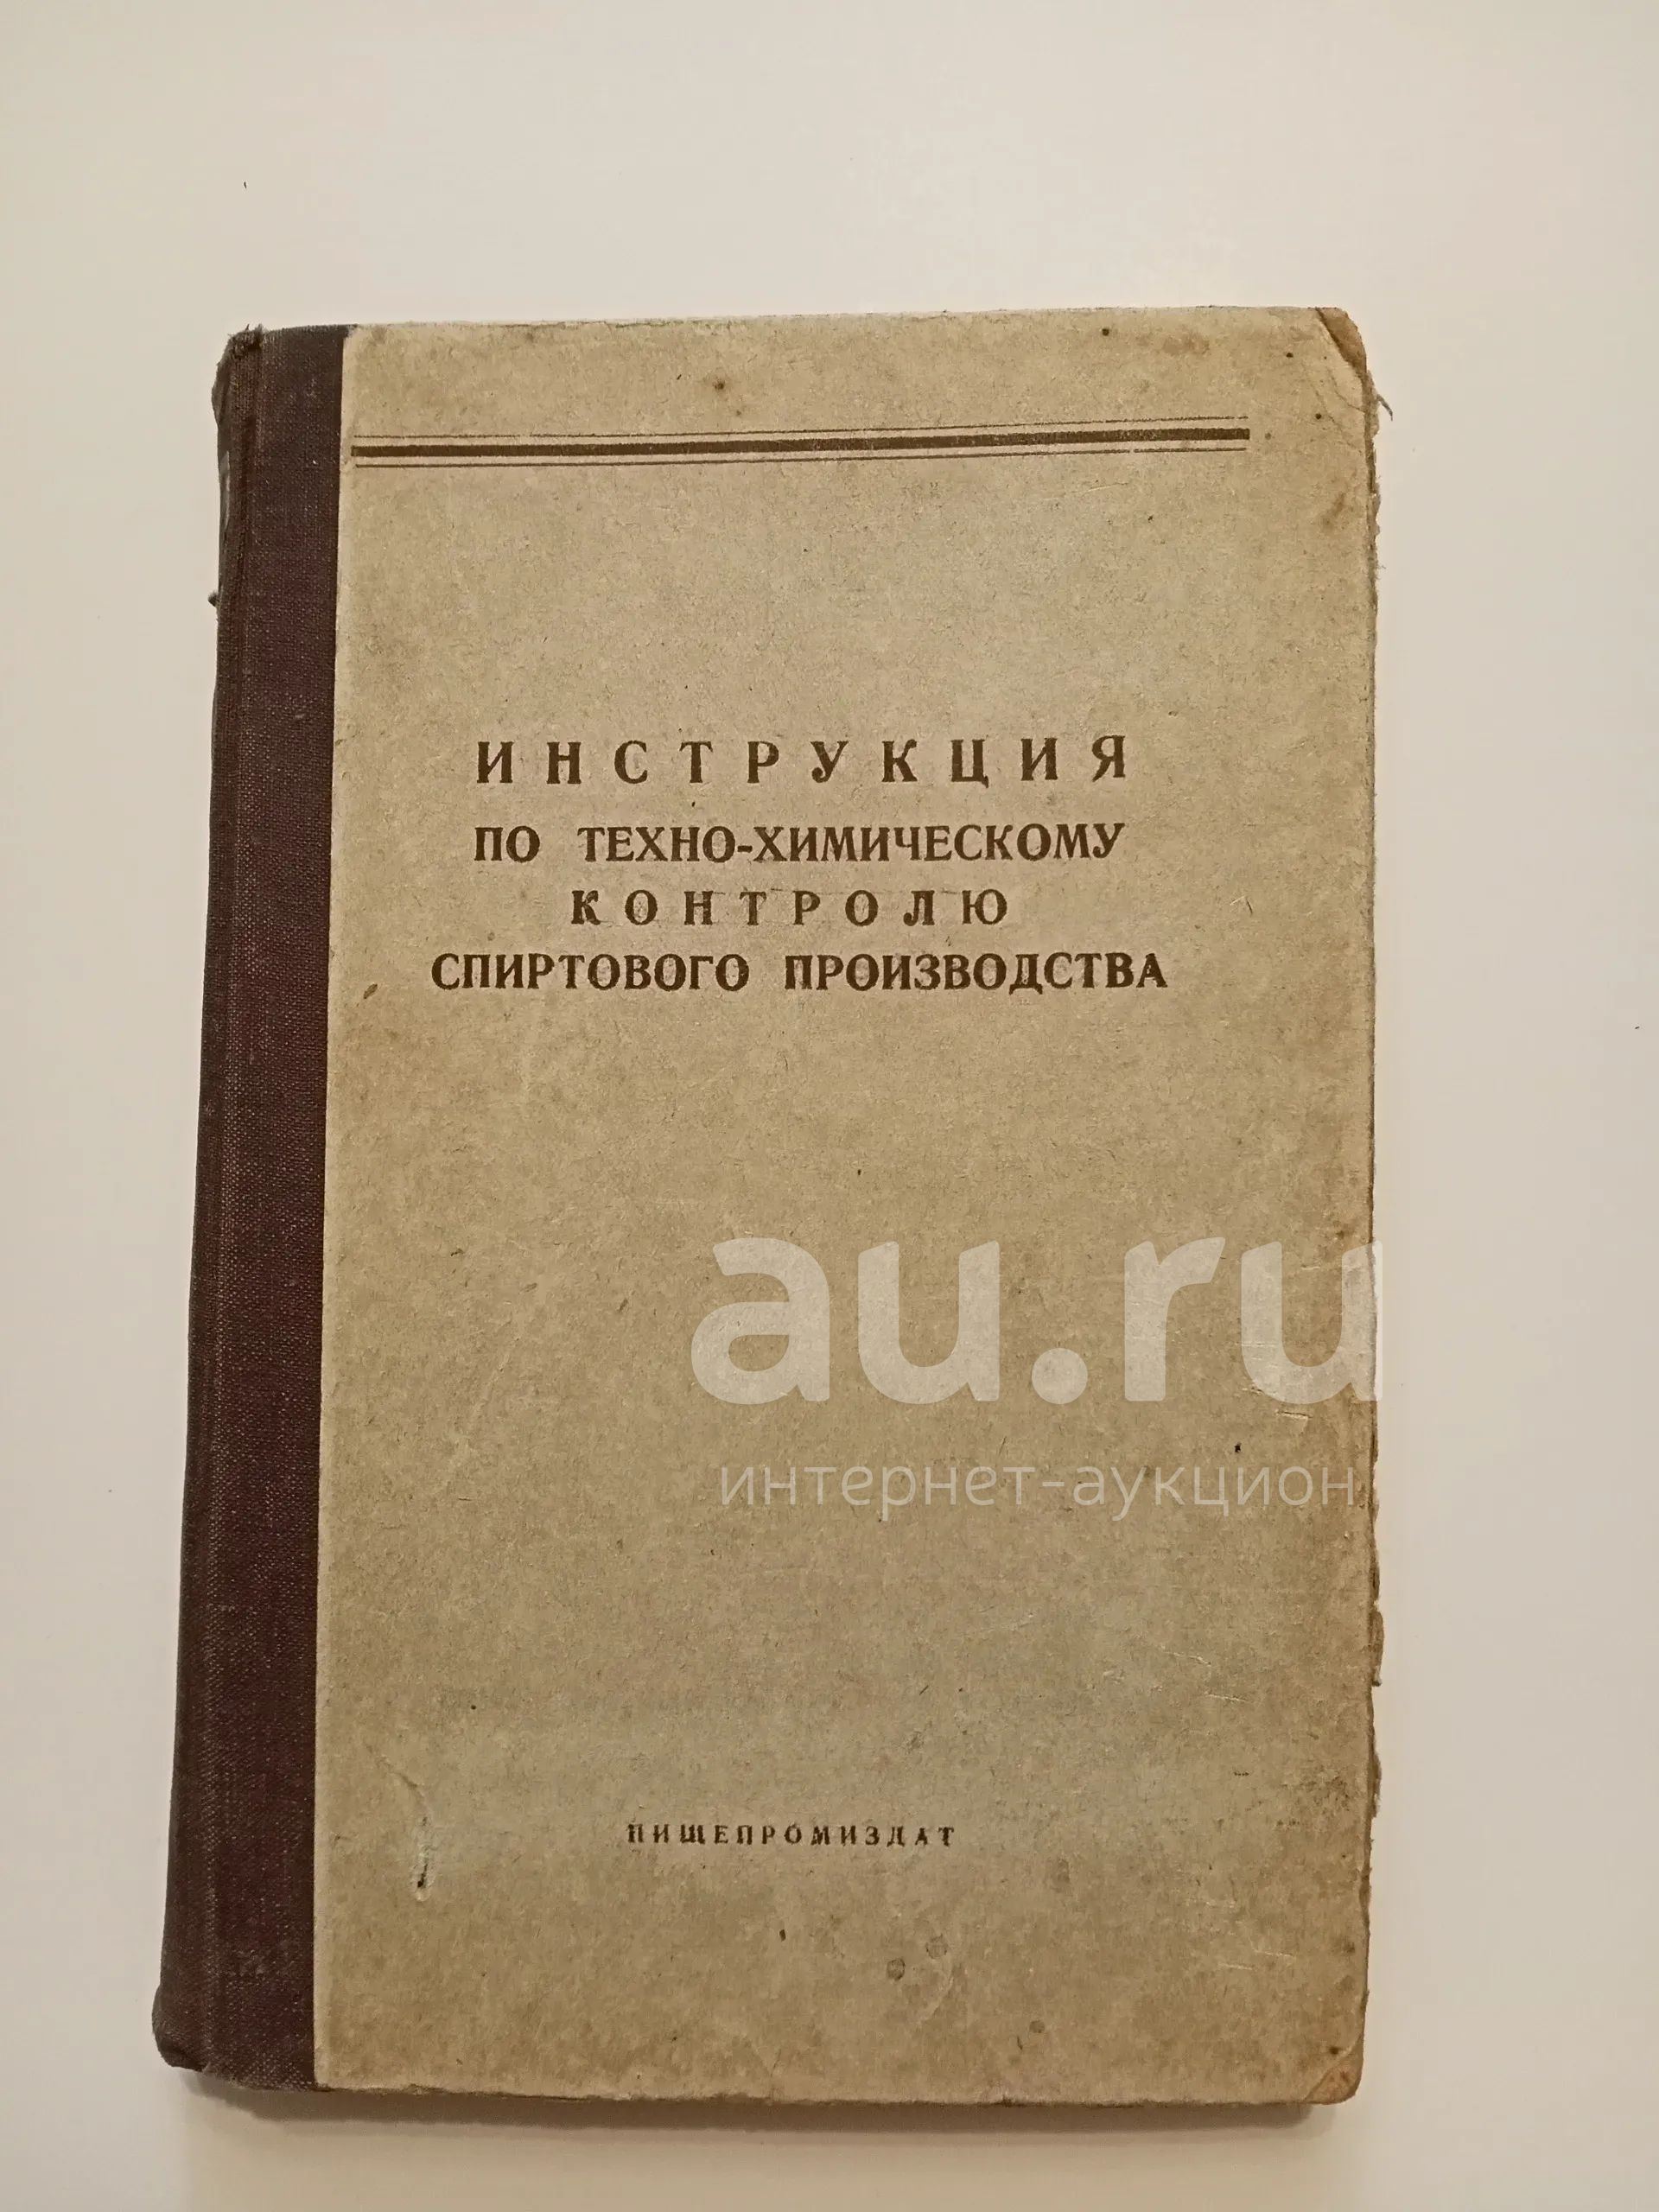 ИНСТРУКЦИЯ
ПО ТЕХНО-ХИМИЧЕСКОМУ
КОНТРОЛЮ
СПИРТОВОГО ПРОИЗВОДСТВА
au.ru
интернет-аукцион
ПИЩЕПРОМИЗДАТ